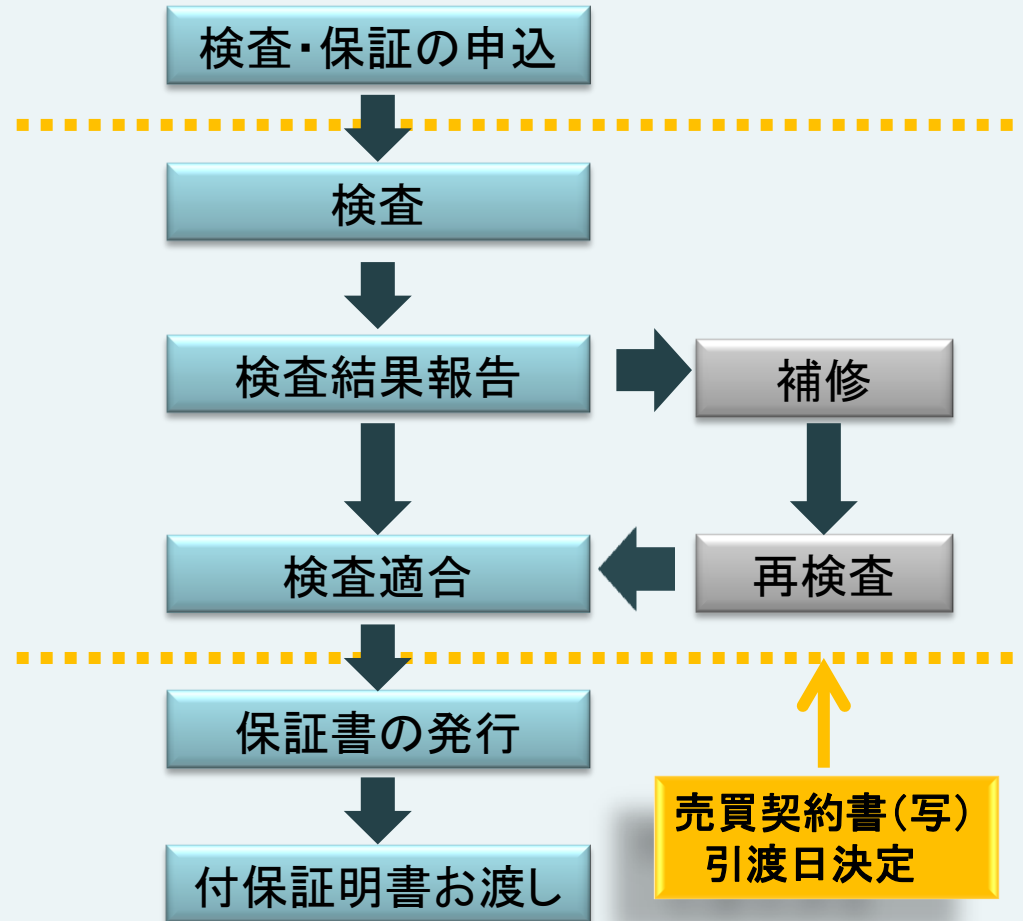 検査・保証の申込
検査
検査結果報告
補修
検査適合
再検査
保証書の発行
売買契約書(写)
引渡日決定
付保証明書お渡し